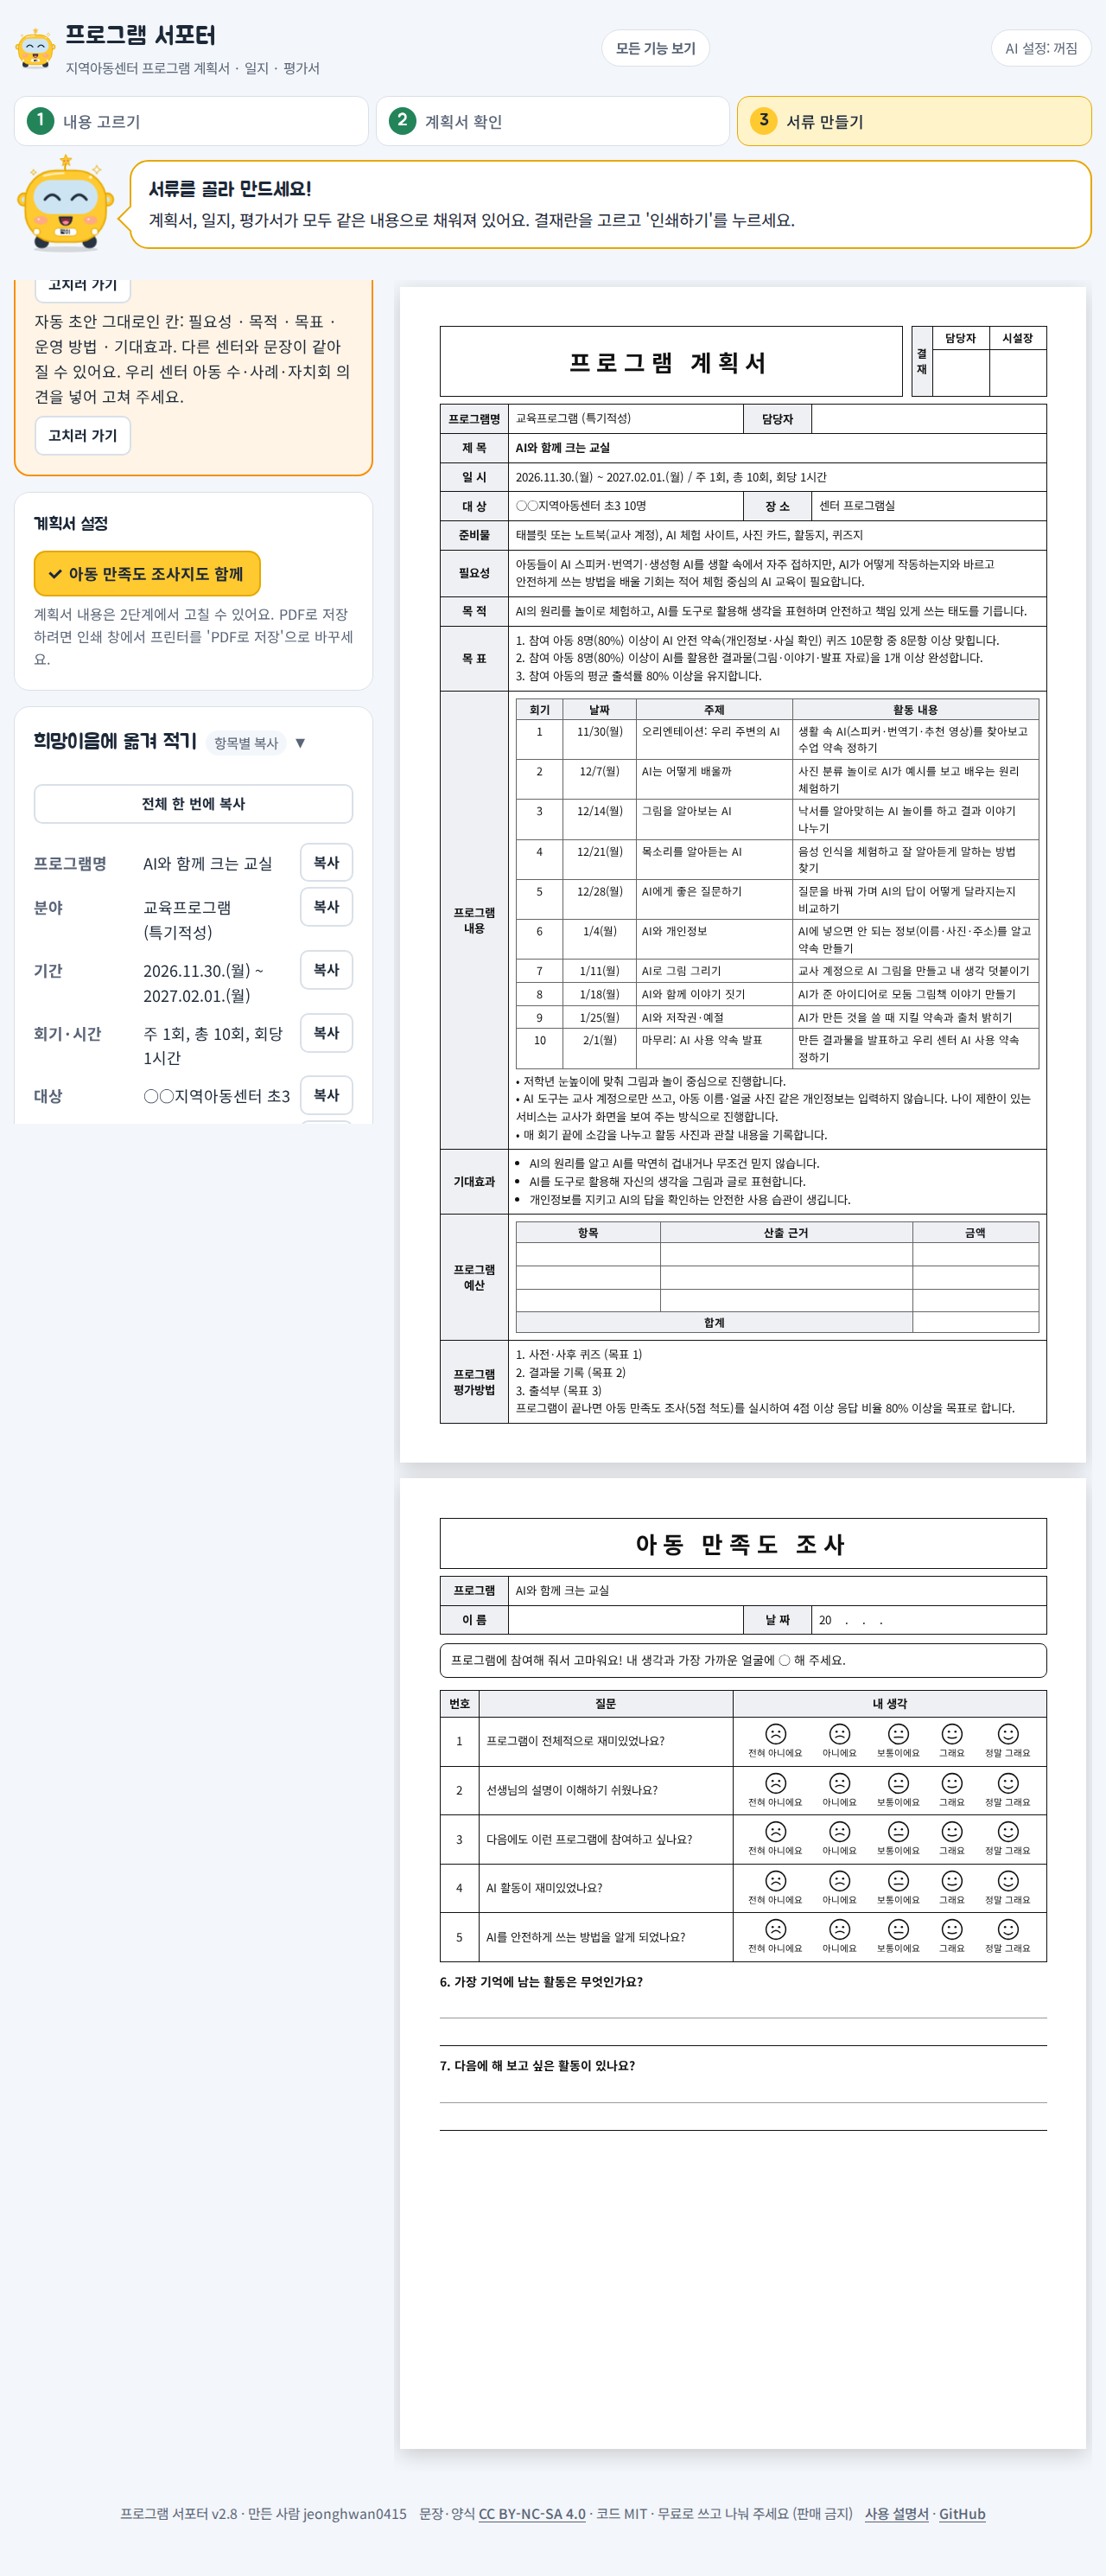 프로그램 서포터
지역아동센터 프로그램 계획서 · 일지 · 평가서
모든 기능 보기
AI 설정: 꺼짐
1 내용 고르기
2 계획서 확인
3 서류 만들기
서류를 골라 만드세요!
계획서, 일지, 평가서가 모두 같은 내용으로 채워져 있어요. 결재란을 고르고 '인쇄하기'를 누르세요.
고치러 가기
자동 초안 그대로인 칸: 필요성 · 목적 · 목표 ·
운영 방법 · 기대효과. 다른 센터와 문장이 같아
질 수 있어요. 우리 센터 아동 수·사례·자치회 의
견을 넣어 고쳐 주세요.
고치러 가기
계획서 설정
✓ 아동 만족도 조사지도 함께
계획서 내용은 2단계에서 고칠 수 있어요. PDF로 저장
하려면 인쇄 창에서 프린터를 'PDF로 저장'으로 바꾸세
요.
희망이음에 옮겨 적기 항목별 복사 ▼
전체 한 번에 복사
프로그램명 AI와 함께 크는 교실 복사
분야 교육프로그램 복사
(특기적성)
기간 2026.11.30.(월) ~ 복사
2027.02.01.(월)
회기·시간 주 1회, 총 10회, 회당 복사
1시간
대상 ○○지역아동센터 초3 복사
프로그램 계획서
결재 담당자 시설장
프로그램명 교육프로그램 (특기적성) 담당자
제 목 AI와 함께 크는 교실
일 시 2026.11.30.(월) ~ 2027.02.01.(월) / 주 1회, 총 10회, 회당 1시간
대 상 ○○지역아동센터 초3 10명 장 소 센터 프로그램실
준비물 태블릿 또는 노트북(교사 계정), AI 체험 사이트, 사진 카드, 활동지, 퀴즈지
필요성 아동들이 AI 스피커·번역기·생성형 AI를 생활 속에서 자주 접하지만, AI가 어떻게 작동하는지와 바르고
안전하게 쓰는 방법을 배울 기회는 적어 체험 중심의 AI 교육이 필요합니다.
목 적 AI의 원리를 놀이로 체험하고, AI를 도구로 활용해 생각을 표현하며 안전하고 책임 있게 쓰는 태도를 기릅니다.
목 표
1. 참여 아동 8명(80%) 이상이 AI 안전 약속(개인정보·사실 확인) 퀴즈 10문항 중 8문항 이상 맞힙니다.
2. 참여 아동 8명(80%) 이상이 AI를 활용한 결과물(그림·이야기·발표 자료)을 1개 이상 완성합니다.
3. 참여 아동의 평균 출석률 80% 이상을 유지합니다.
프로그램
내용
회기 날짜 주제 활동 내용
1 11/30(월) 오리엔테이션: 우리 주변의 AI 생활 속 AI(스피커·번역기·추천 영상)를 찾아보고
수업 약속 정하기
2 12/7(월) AI는 어떻게 배울까 사진 분류 놀이로 AI가 예시를 보고 배우는 원리
체험하기
3 12/14(월) 그림을 알아보는 AI 낙서를 알아맞히는 AI 놀이를 하고 결과 이야기
나누기
4 12/21(월) 목소리를 알아듣는 AI 음성 인식을 체험하고 잘 알아듣게 말하는 방법
찾기
5 12/28(월) AI에게 좋은 질문하기 질문을 바꿔 가며 AI의 답이 어떻게 달라지는지
비교하기
6 1/4(월) AI와 개인정보 AI에 넣으면 안 되는 정보(이름·사진·주소)를 알고
약속 만들기
7 1/11(월) AI로 그림 그리기 교사 계정으로 AI 그림을 만들고 내 생각 덧붙이기
8 1/18(월) AI와 함께 이야기 짓기 AI가 준 아이디어로 모둠 그림책 이야기 만들기
9 1/25(월) AI와 저작권·예절 AI가 만든 것을 쓸 때 지킬 약속과 출처 밝히기
10 2/1(월) 마무리: AI 사용 약속 발표 만든 결과물을 발표하고 우리 센터 AI 사용 약속
정하기
• 저학년 눈높이에 맞춰 그림과 놀이 중심으로 진행합니다.
• AI 도구는 교사 계정으로만 쓰고, 아동 이름·얼굴 사진 같은 개인정보는 입력하지 않습니다. 나이 제한이 있는
서비스는 교사가 화면을 보여 주는 방식으로 진행합니다.
• 매 회기 끝에 소감을 나누고 활동 사진과 관찰 내용을 기록합니다.
기대효과
• AI의 원리를 알고 AI를 막연히 겁내거나 무조건 믿지 않습니다.
• AI를 도구로 활용해 자신의 생각을 그림과 글로 표현합니다.
• 개인정보를 지키고 AI의 답을 확인하는 안전한 사용 습관이 생깁니다.
프로그램
예산
항목 산출 근거 금액
합계
프로그램
평가방법
1. 사전·사후 퀴즈 (목표 1)
2. 결과물 기록 (목표 2)
3. 출석부 (목표 3)
프로그램이 끝나면 아동 만족도 조사(5점 척도)를 실시하여 4점 이상 응답 비율 80% 이상을 목표로 합니다.
아동 만족도 조사
프로그램 AI와 함께 크는 교실
이 름 날 짜 20 . . .
프로그램에 참여해 줘서 고마워요! 내 생각과 가장 가까운 얼굴에 ○ 해 주세요.
번호 질문 내 생각
1 프로그램이 전체적으로 재미있었나요? 전혀 아니에요 아니에요 보통이에요 그래요 정말 그래요
2 선생님의 설명이 이해하기 쉬웠나요? 전혀 아니에요 아니에요 보통이에요 그래요 정말 그래요
3 다음에도 이런 프로그램에 참여하고 싶나요? 전혀 아니에요 아니에요 보통이에요 그래요 정말 그래요
4 AI 활동이 재미있었나요? 전혀 아니에요 아니에요 보통이에요 그래요 정말 그래요
5 AI를 안전하게 쓰는 방법을 알게 되었나요? 전혀 아니에요 아니에요 보통이에요 그래요 정말 그래요
6. 가장 기억에 남는 활동은 무엇인가요?
7. 다음에 해 보고 싶은 활동이 있나요?
프로그램 서포터 v2.8 · 만든 사람 jeonghwan0415 문장·양식 CC BY-NC-SA 4.0 · 코드 MIT · 무료로 쓰고 나눠 주세요 (판매 금지) 사용 설명서 · GitHub